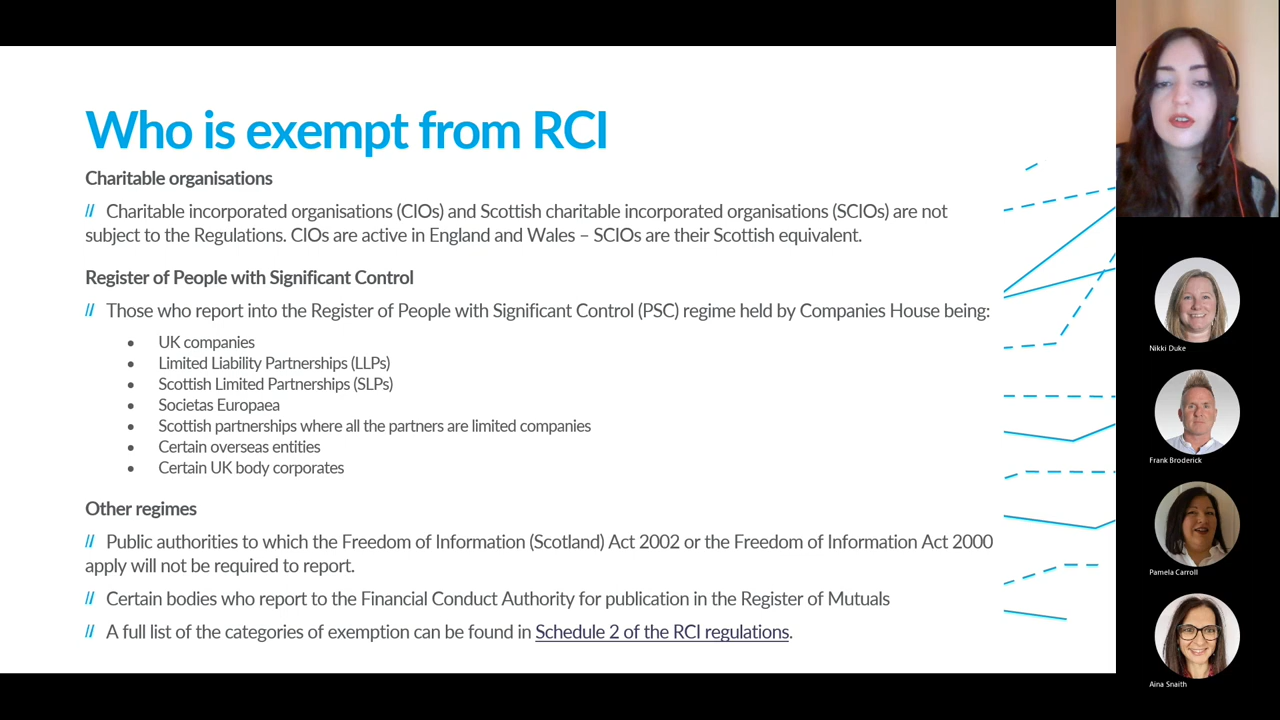 Who is exempt from RCI
Charitable organisations
// Charitable incorporated organisations (CIOs) and Scottish charitable incorporated organisations (SCIOs) are not
subject to the Regulations. CIOs are active in England and Wales – SCIOs are their Scottish equivalent.
Register of People with Significant Control
// Those who report into the Register of People with Significant Control (PSC) regime held by Companies House being:
• UK companies
• Limited Liability Partnerships (LLPs)
• Scottish Limited Partnerships (SLPs)
• Societas Europaea
• Scottish partnerships where all the partners are limited companies
• Certain overseas entities
• Certain UK body corporates
Other regimes
// Public authorities to which the Freedom of Information (Scotland) Act 2002 or the Freedom of Information Act 2000
apply will not be required to report.
// Certain bodies who report to the Financial Conduct Authority for publication in the Register of Mutuals
// A full list of the categories of exemption can be found in Schedule 2 of the RCI regulations.
Nikki Duke
Frank Broderick
Pamela Carroll
Aina Snaith